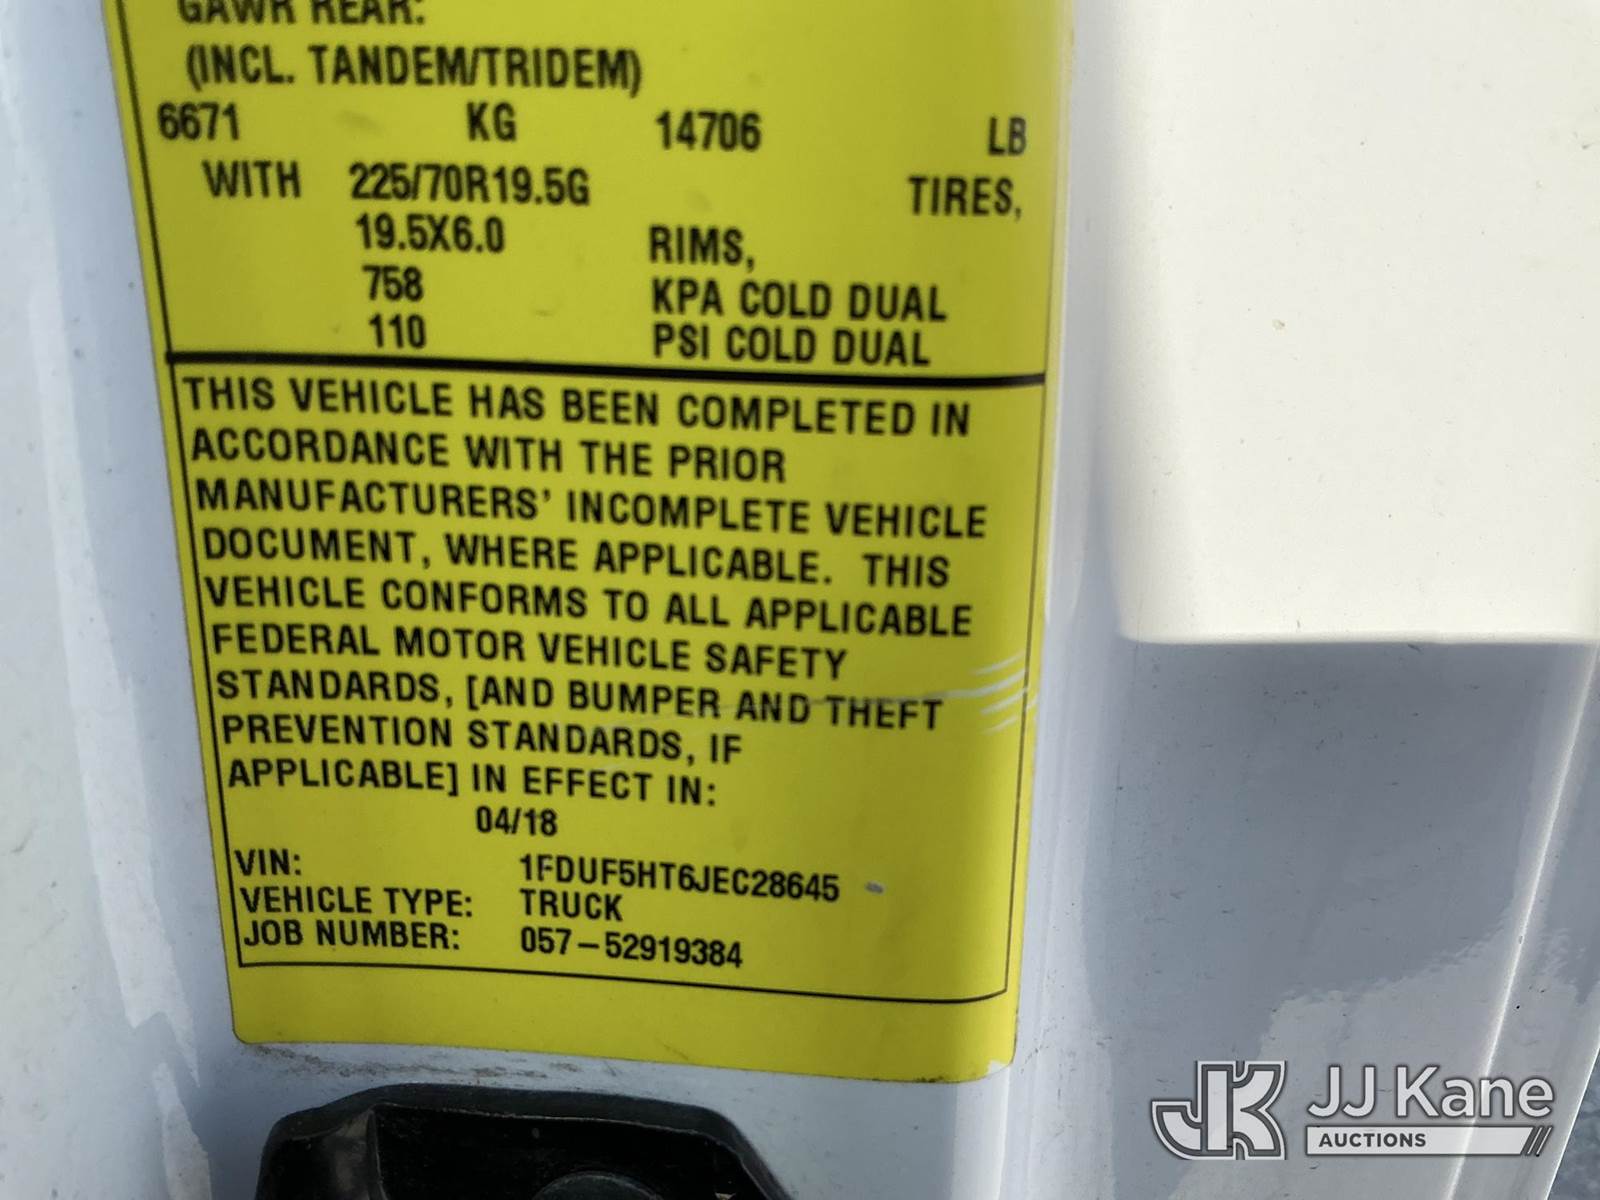 GAWR REAR:
(INCL. TANDEM/TRIDEM)
6671 KG 14706 LB
WITH 225/70R19.5G TIRES,
19.5X6.0 RIMS,
758 KPA COLD DUAL
110 PSI COLD DUAL
THIS VEHICLE HAS BEEN COMPLETED IN
ACCORDANCE WITH THE PRIOR
MANUFACTURERS' INCOMPLETE VEHICLE
DOCUMENT, WHERE APPLICABLE. THIS
VEHICLE CONFORMS TO ALL APPLICABLE
FEDERAL MOTOR VEHICLE SAFETY
STANDARDS, [AND BUMPER AND THEFT
PREVENTION STANDARDS, IF
APPLICABLE] IN EFFECT IN:
04/18
VIN: 1FDUF5HT6JEC28645
VEHICLE TYPE: TRUCK
JOB NUMBER: 057-52919384
JK JJ Kane
AUCTIONS